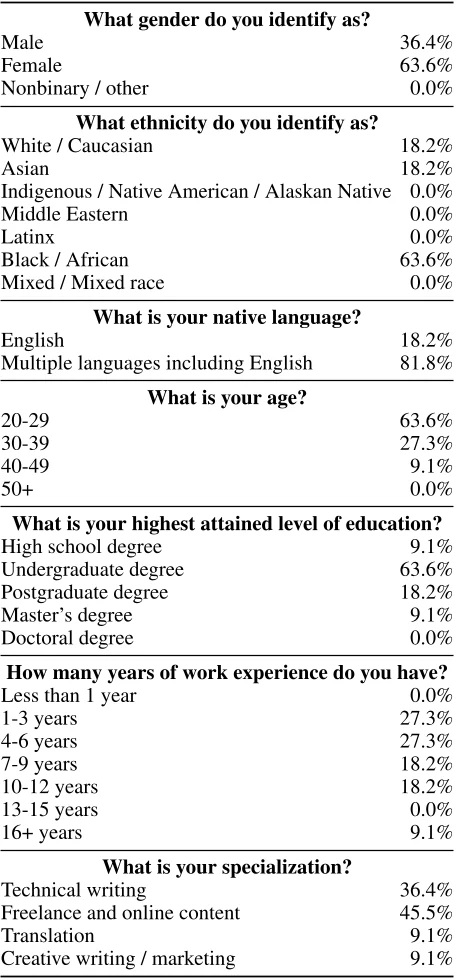 What gender do you identify as?
Male 36.4%
Female 63.6%
Nonbinary / other 0.0%
What ethnicity do you identify as?
White / Caucasian 18.2%
Asian 18.2%
Indigenous / Native American / Alaskan Native 0.0%
Middle Eastern 0.0%
Latinx 0.0%
Black / African 63.6%
Mixed / Mixed race 0.0%
What is your native language?
English 18.2%
Multiple languages including English 81.8%
What is your age?
20-29 63.6%
30-39 27.3%
40-49 9.1%
50+ 0.0%
What is your highest attained level of education?
High school degree 9.1%
Undergraduate degree 63.6%
Postgraduate degree 18.2%
Master's degree 9.1%
Doctoral degree 0.0%
How many years of work experience do you have?
Less than 1 year 0.0%
1-3 years 27.3%
4-6 years 27.3%
7-9 years 18.2%
10-12 years 18.2%
13-15 years 0.0%
16+ years 9.1%
What is your specialization?
Technical writing 36.4%
Freelance and online content 45.5%
Translation 9.1%
Creative writing / marketing 9.1%